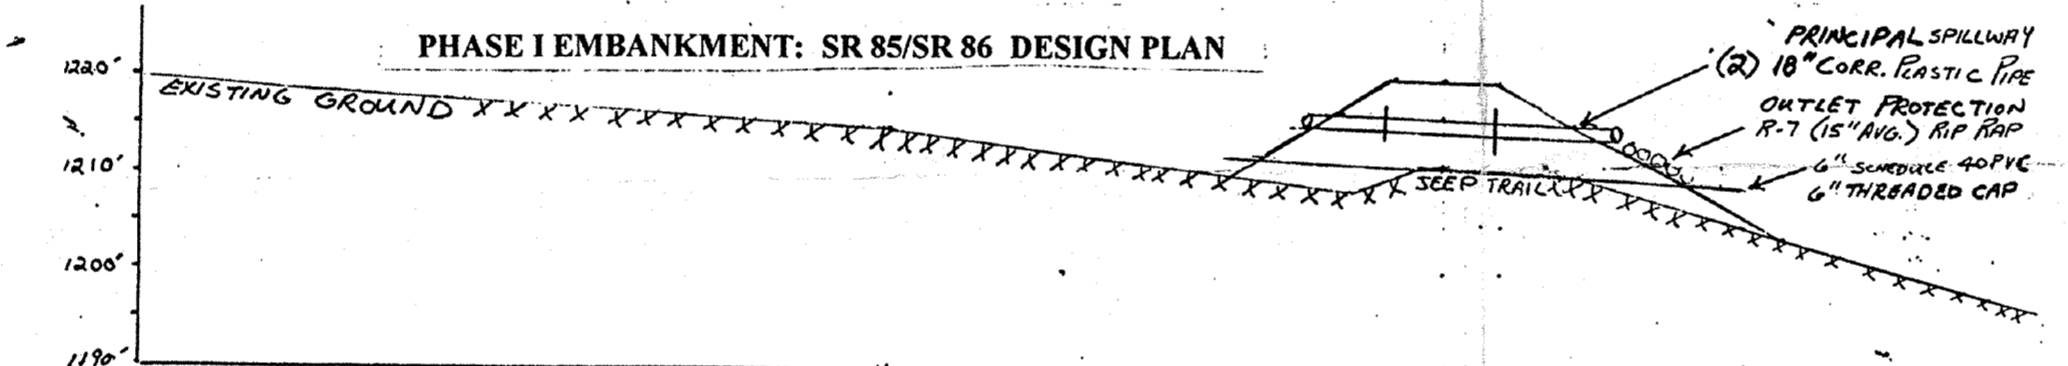 PHASE I EMBANKMENT: SR 85/SR 86 DESIGN PLAN
PRINCIPAL SPILLWAY
(2) 18" CORR. PLASTIC PIPE
OUTLET PROTECTION
R-7 (15" AVG.) RIP RAP
6" SCHEDULE 40 PVC
6" THREADED CAP
1220'
EXISTING GROUND
1210'
JEEP TRAIL
1200'
1190'